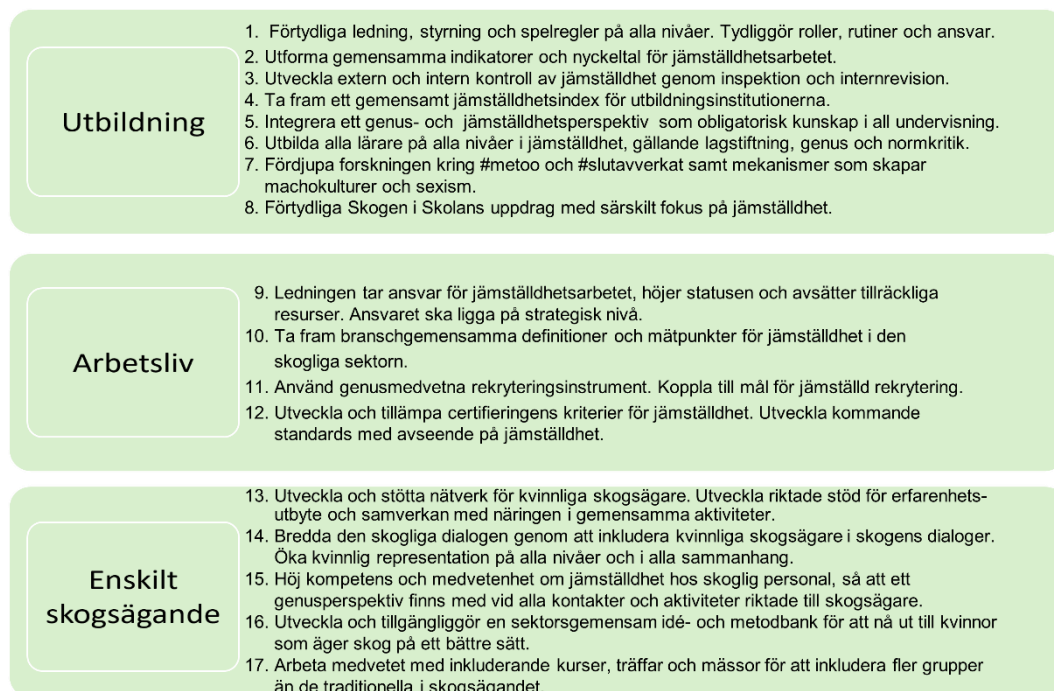 Utbildning
1. Förtydliga ledning, styrning och spelregler på alla nivåer. Tydliggör roller, rutiner och ansvar.
2. Utforma gemensamma indikatorer och nyckeltal för jämställdhetsarbetet.
3. Utveckla extern och intern kontroll av jämställdhet genom inspektion och internrevision.
4. Ta fram ett gemensamt jämställdhetsindex för utbildningsinstitutionerna.
5. Integrera ett genus- och jämställdhetsperspektiv som obligatorisk kunskap i all undervisning.
6. Utbilda alla lärare på alla nivåer i jämställdhet, gällande lagstiftning, genus och normkritik.
7. Fördjupa forskningen kring #metoo och #slutavverkat samt mekanismer som skapar
machokulturer och sexism.
8. Förtydliga Skogen i Skolans uppdrag med särskilt fokus på jämställdhet.
Arbetsliv
9. Ledningen tar ansvar för jämställdhetsarbetet, höjer statusen och avsätter tillräckliga
resurser. Ansvaret ska ligga på strategisk nivå.
10. Ta fram branschgemensamma definitioner och mätpunkter för jämställdhet i den
skogliga sektorn.
11. Använd genusmedvetna rekryteringsinstrument. Koppla till mål för jämställd rekrytering.
12. Utveckla och tillämpa certifieringens kriterier för jämställdhet. Utveckla kommande
standards med avseende på jämställdhet.
Enskilt
skogsägande
13. Utveckla och stötta nätverk för kvinnliga skogsägare. Utveckla riktade stöd för erfarenhets-
utbyte och samverkan med näringen i gemensamma aktiviteter.
14. Bredda den skogliga dialogen genom att inkludera kvinnliga skogsägare i skogens dialoger.
Öka kvinnlig representation på alla nivåer och i alla sammanhang.
15. Höj kompetens och medvetenhet om jämställdhet hos skoglig personal, så att ett
genusperspektiv finns med vid alla kontakter och aktiviteter riktade till skogsägare.
16. Utveckla och tillgängliggör en sektorsgemensam idé- och metodbank för att nå ut till kvinnor
som äger skog på ett bättre sätt.
17. Arbeta medvetet med inkluderande kurser, träffar och mässor för att inkludera fler grupper
än de traditionella i skogsägandet.